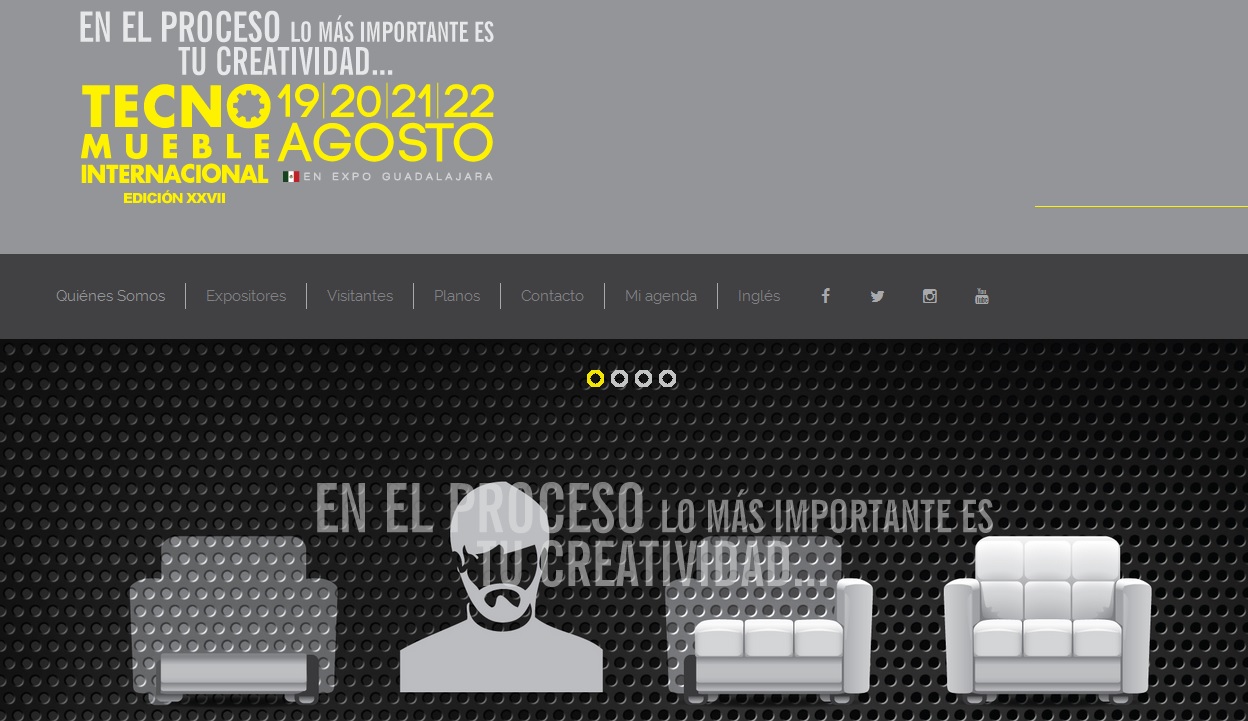 EN EL PROCESO LO MÁS IMPORTANTE ES
TU CREATIVIDAD...
TECNO
MUEBLE
INTERNACIONAL
EDICIÓN XXVII
19|20|21|22
AGOSTO
EN EXPO GUADALAJARA
Quiénes Somos
Expositores
Visitantes
Planos
Contacto
Mi agenda
Inglés
You Tube
EN EL PROCESO LO MÁS IMPORTANTE ES
TU CREATIVIDAD...